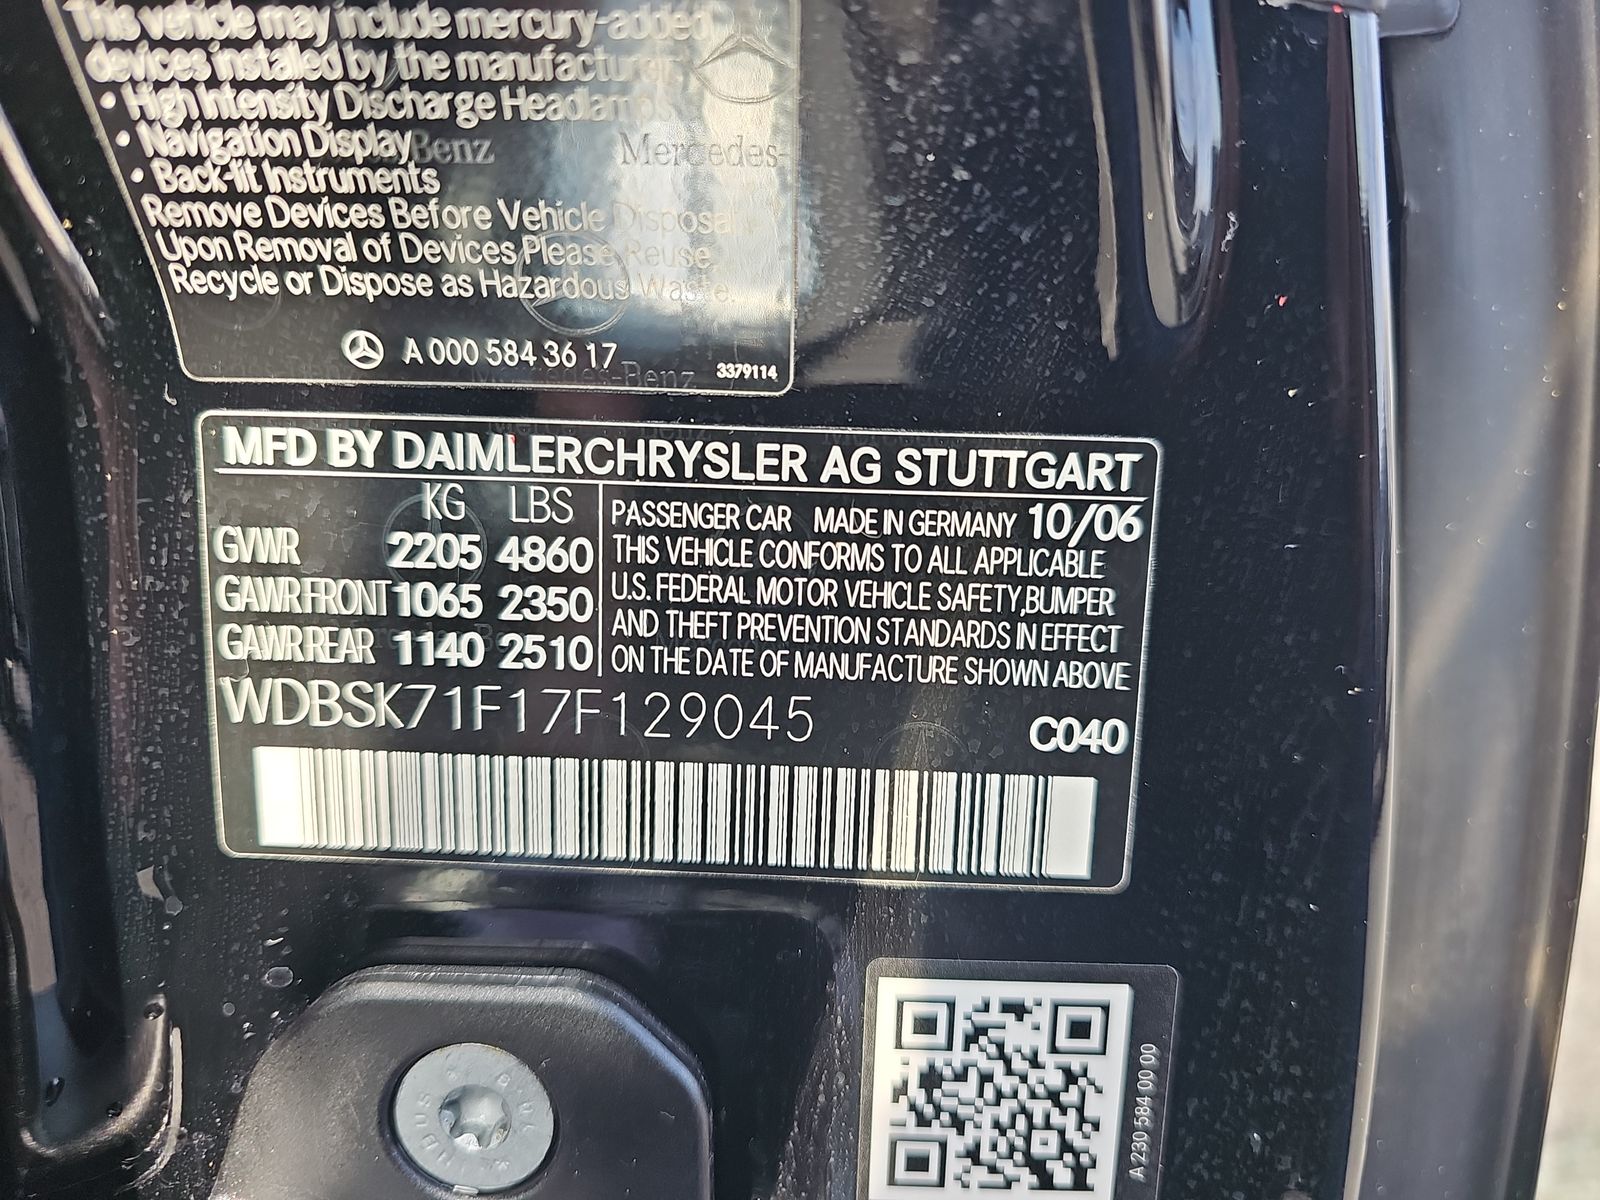 This vehicle may include mercury-added
devices installed by the manufacturer:
• High Intensity Discharge Headlamps
• Navigation Display
• Back-lit Instruments
Remove Devices Before Vehicle Disposal.
Upon Removal of Devices Please Reuse,
Recycle or Dispose as Hazardous Waste.
Benz
Mercedes-
A 000 584 36 17
3379114
-Benz
MFD BY DAIMLERCHRYSLER AG STUTTGART
KG LBS
GVWR 2205 4860
GAWR FRONT 1065 2350
GAWR REAR 1140 2510
PASSENGER CAR MADE IN GERMANY 10/06
THIS VEHICLE CONFORMS TO ALL APPLICABLE
U.S. FEDERAL MOTOR VEHICLE SAFETY,BUMPER
AND THEFT PREVENTION STANDARDS IN EFFECT
ON THE DATE OF MANUFACTURE SHOWN ABOVE
WDBSK71F17F129045
C040
A 230 584 00 00